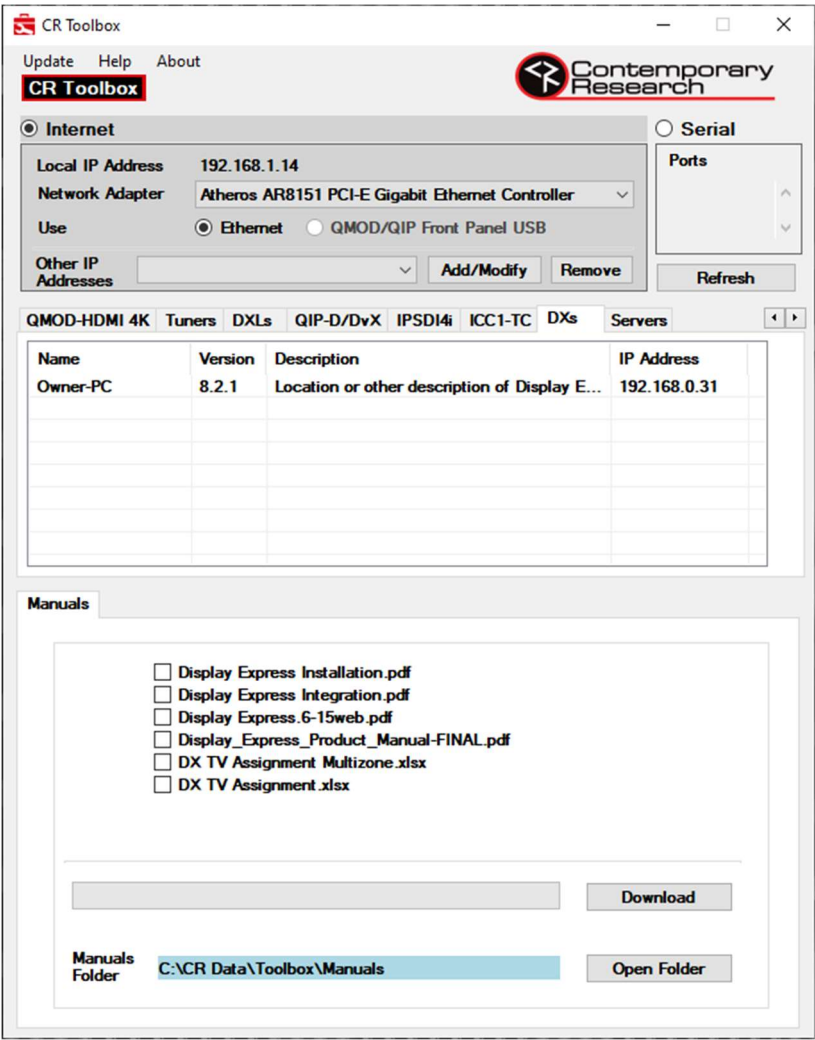 CR Toolbox
Update Help About
CR Toolbox
Contemporary
Research
Internet
Serial
Local IP Address 192.168.1.14
Ports
Network Adapter Atheros AR8151 PCI-E Gigabit Ethernet Controller
Use Ethernet QMOD/QIP Front Panel USB
Other IP
Addresses
Add/Modify Remove
Refresh
QMOD-HDMI 4K Tuners DXLs QIP-D/DvX IPSDI4i ICC1-TC DXs Servers
Name Version Description IP Address
Owner-PC 8.2.1 Location or other description of Display E... 192.168.0.31
Manuals
Display Express Installation.pdf
Display Express Integration.pdf
Display Express.6-15web.pdf
Display_Express_Product_Manual-FINAL.pdf
DX TV Assignment Multizone.xlsx
DX TV Assignment.xlsx
Download
Manuals
Folder
C:\CR Data\Toolbox\Manuals
Open Folder